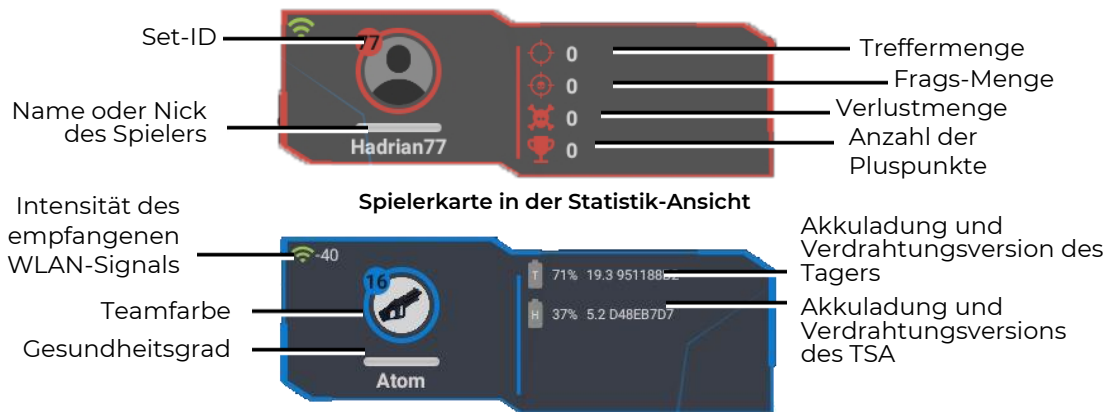 Set-ID
77
0
Treffermenge
0
Frags-Menge
Name oder Nick
des Spielers
0
Verlustmenge
Hadrian77
0
Anzahl der
Pluspunkte
Spielerkarte in der Statistik-Ansicht
Intensität des
empfangenen
WLAN-Signals
-40
16
T 71% 19.3 951188B2
Akkuladung und
Verdrahtungsversion des
Tagers
Teamfarbe
H 37% 5.2 D48EB7D7
Akkuladung und
Verdrahtungsversions
des TSA
Gesundheitsgrad
Atom